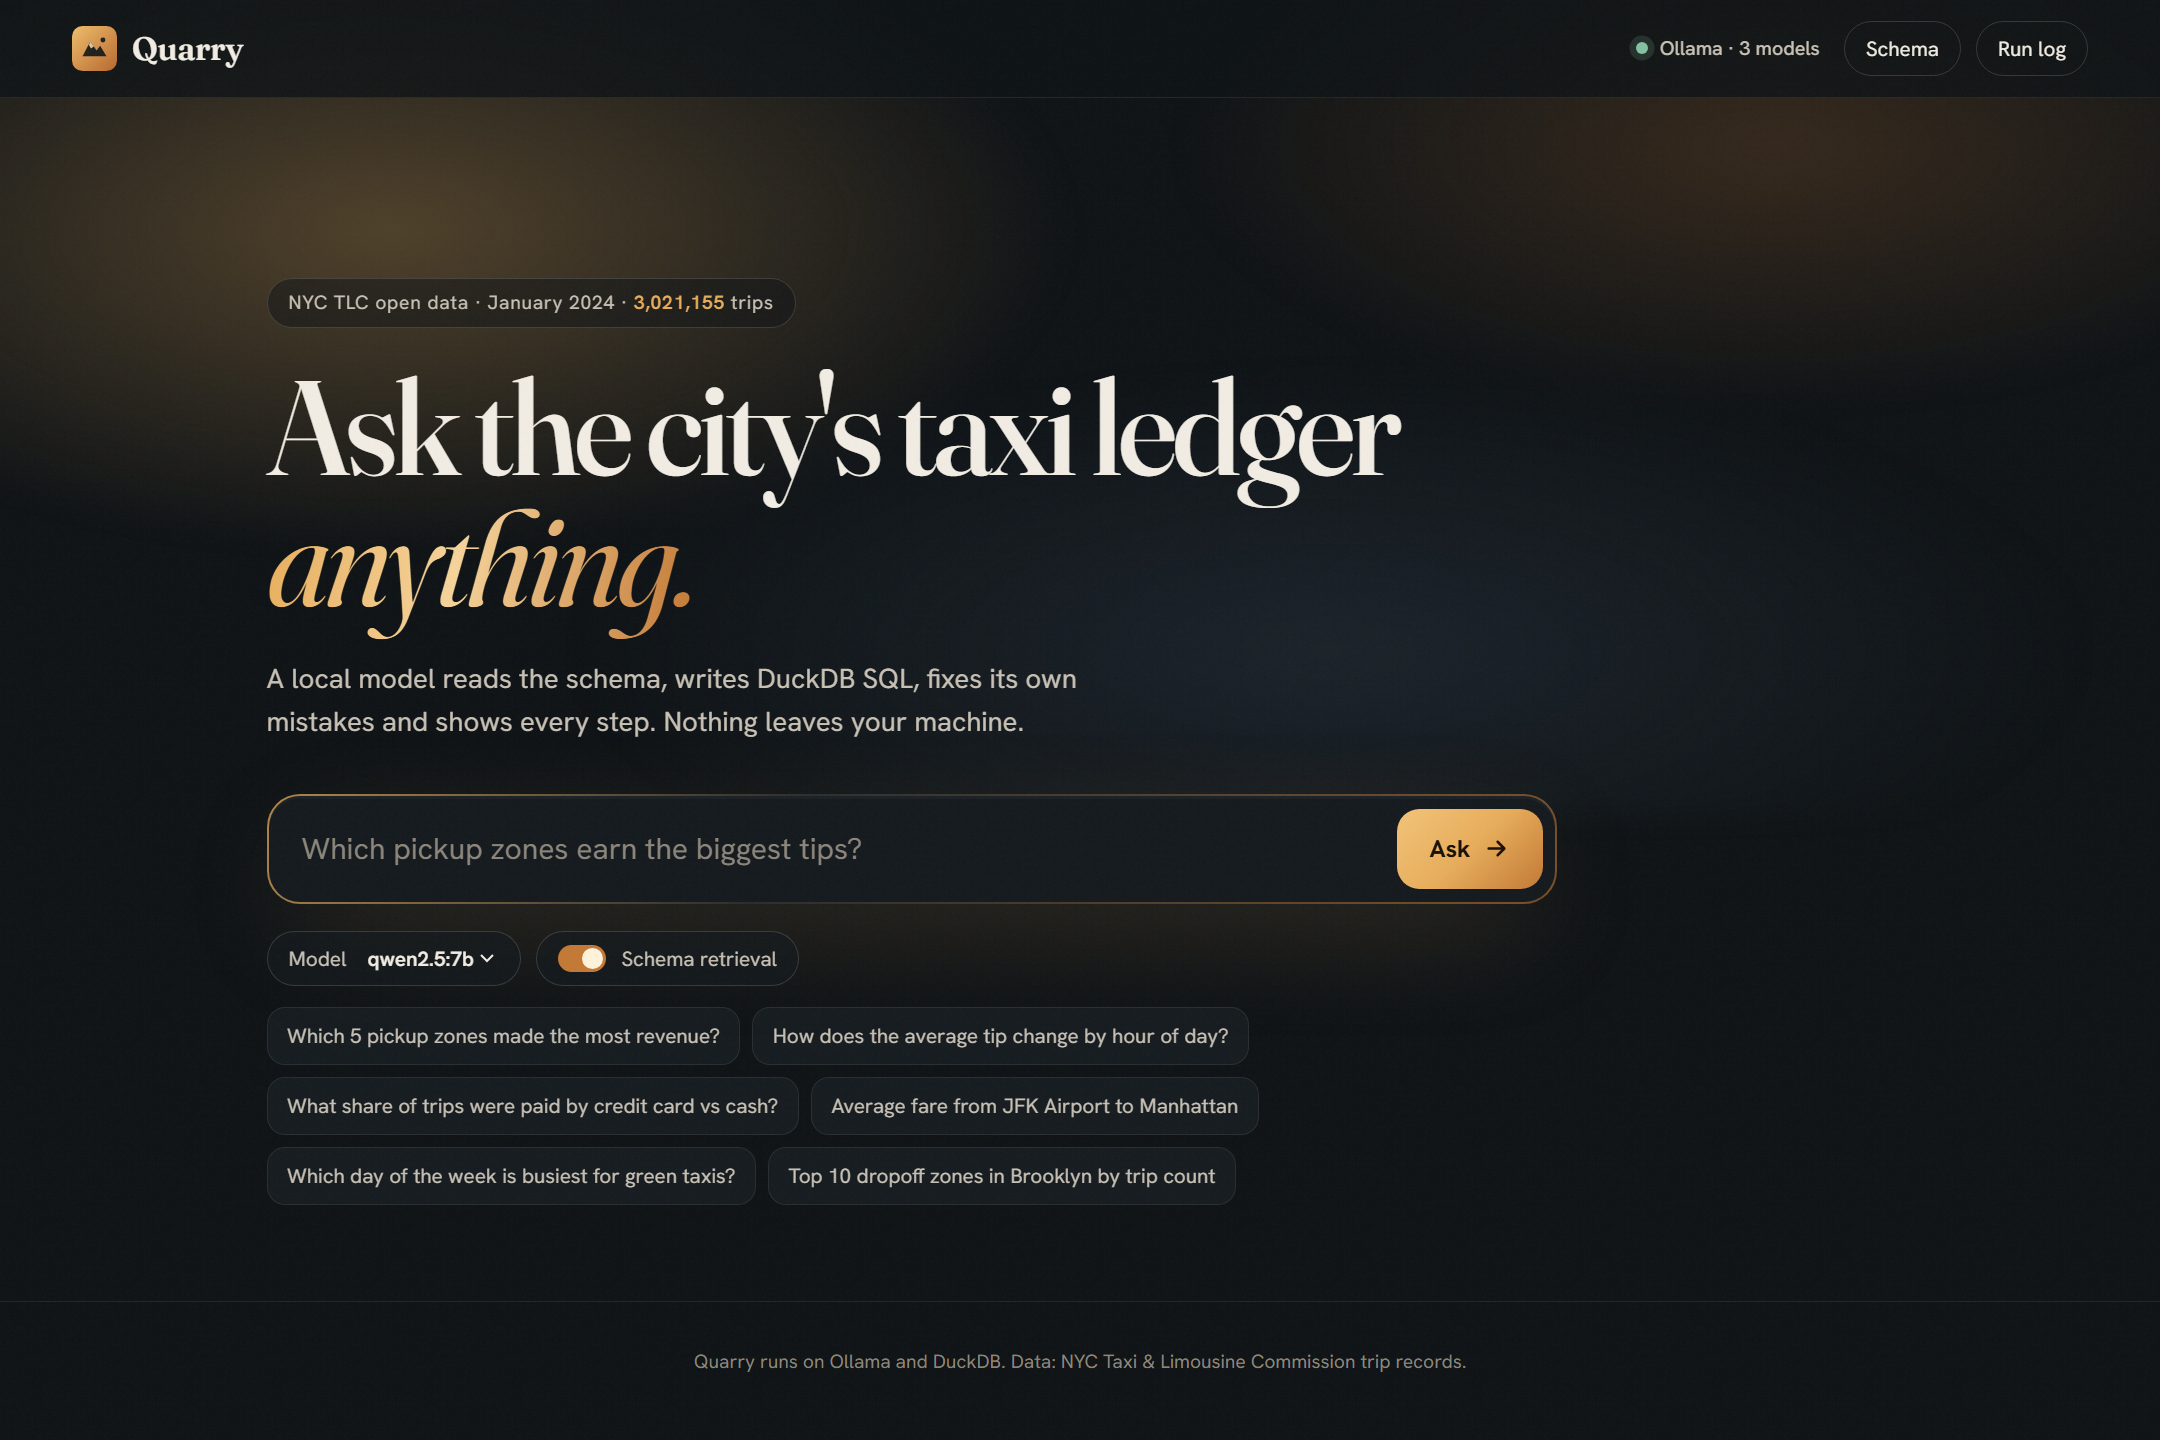 Quarry
Ollama · 3 models
Schema
Run log
NYC TLC open data · January 2024 · 3,021,155 trips
Ask the city's taxi ledger
anything.
A local model reads the schema, writes DuckDB SQL, fixes its own
mistakes and shows every step. Nothing leaves your machine.
Which pickup zones earn the biggest tips?
Ask →
Model qwen2.5:7b
Schema retrieval
Which 5 pickup zones made the most revenue?
How does the average tip change by hour of day?
What share of trips were paid by credit card vs cash?
Average fare from JFK Airport to Manhattan
Which day of the week is busiest for green taxis?
Top 10 dropoff zones in Brooklyn by trip count
Quarry runs on Ollama and DuckDB. Data: NYC Taxi & Limousine Commission trip records.